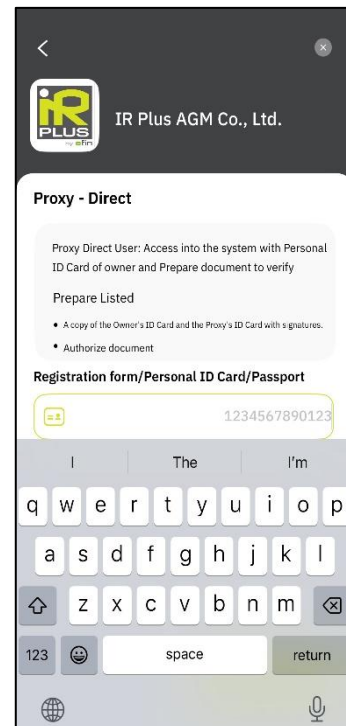 iR
PLUS
by efin
IR Plus AGM Co., Ltd.
Proxy - Direct
Proxy Direct User: Access into the system with Personal
ID Card of owner and Prepare document to verify
Prepare Listed
• A copy of the Owner's ID Card and the Proxy's ID Card with signatures.
• Authorize document
Registration form/Personal ID Card/Passport
1234567890123
I The I'm
q w e r t y u i o p
a s d f g h j k l
z x c v b n m
123 space return